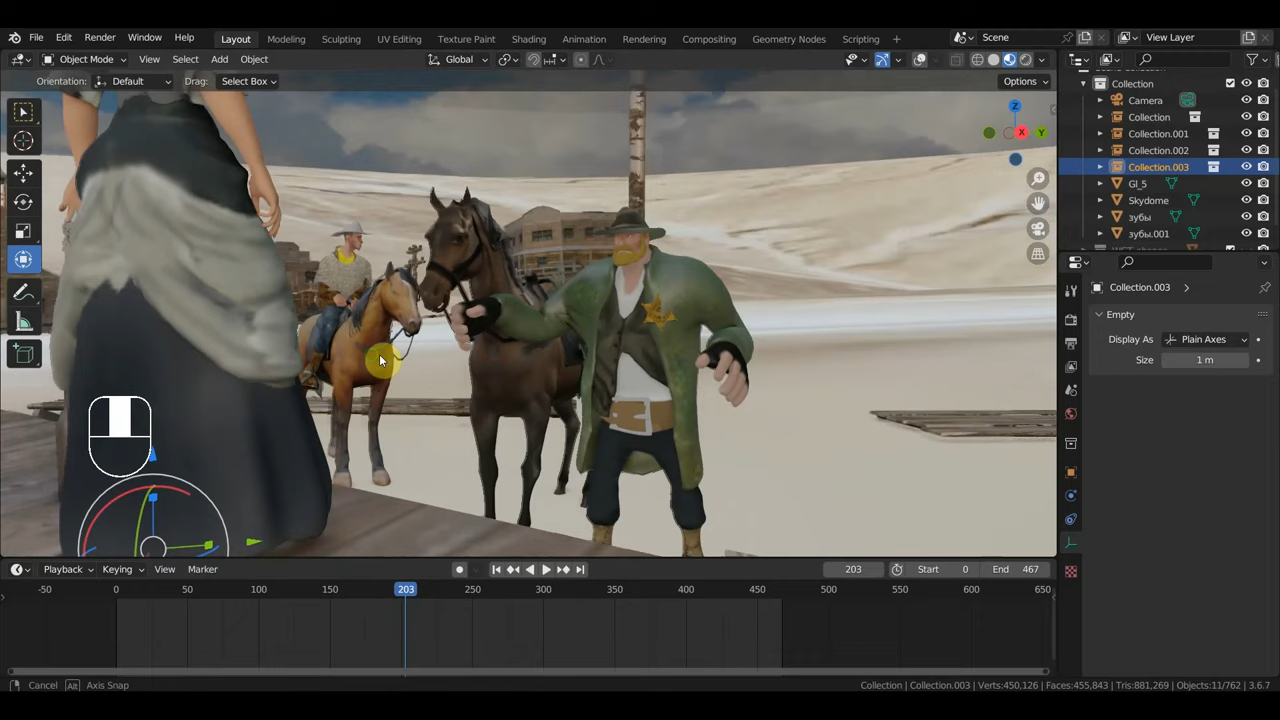 File Edit Render Window Help Layout Modeling Sculpting UV Editing Texture Paint Shading Animation Rendering Compositing Geometry Nodes Scripting + Scene View Layer
Object Mode View Select Add Object Global
Orientation: Default Drag: Select Box Options
Collection
Camera
Collection
Collection.001
Collection.002
Collection.003
GI_5
Skydome
зубы
зубы.001
Z
X
Y
Collection.003
Empty
Display As Plain Axes
Size 1 m
Playback Keying View Marker 203 Start 0 End 467
-50 0 50 100 150 203 250 300 350 400 450 500 550 600 650
Cancel Alt Axis Snap Collection | Collection.003 | Verts:450,126 | Faces:455,843 | Tris:881,269 | Objects:11/762 | 3.6.7